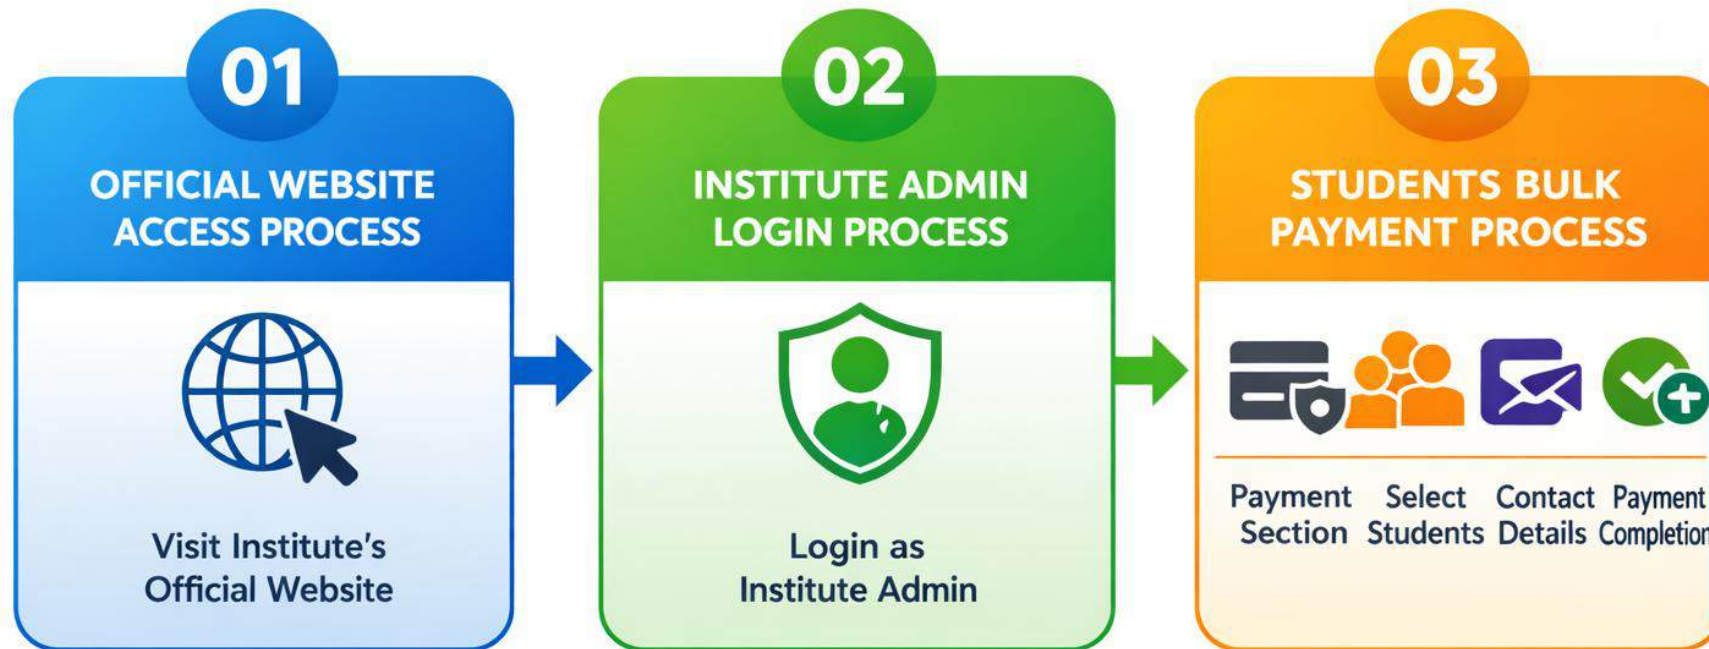 01
OFFICIAL WEBSITE
ACCESS PROCESS
Visit Institute's
Official Website
02
INSTITUTE ADMIN
LOGIN PROCESS
Login as
Institute Admin
03
STUDENTS BULK
PAYMENT PROCESS
Payment
Section
Select
Students
Contact
Details
Payment
Completion